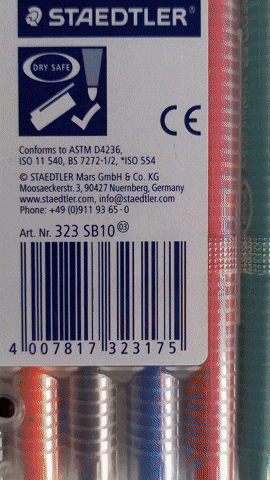 STAEDTLER®
DRY SAFE
CE
Conforms to ASTM D4236,
ISO 11 540, BS 7272-1/2, *ISO 554
© STAEDTLER Mars GmbH & Co. KG
Moosaeckerstr. 3, 90427 Nuernberg, Germany
www.staedtler.com, info@staedtler.com
Phone: +49 (0)911 93 65 - 0
Art. Nr. 323 SB10 03
4 007817 323175